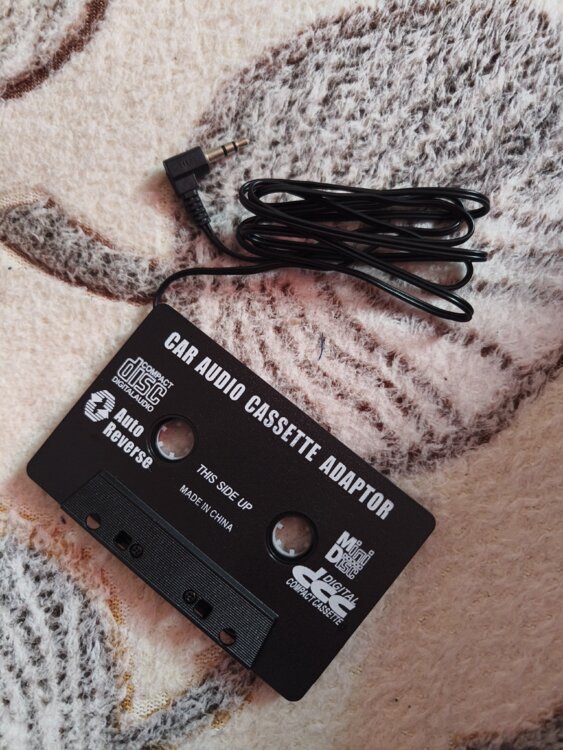 CAR AUDIO CASSETTE ADAPTOR
COMPACT
disc
DIGITAL AUDIO
Auto
Reverse
THIS SIDE UP
MADE IN CHINA
Mini
Disc
DIGITAL
dcc
COMPACT CASSETTE